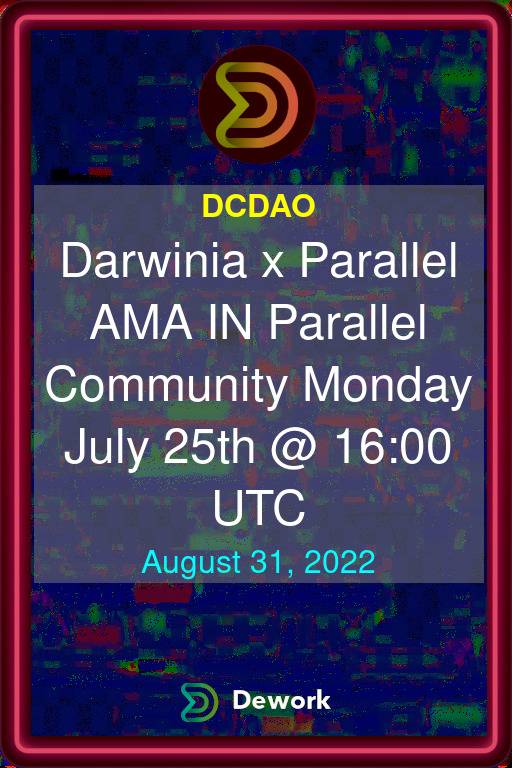 DCDAO
Darwinia x Parallel
AMA IN Parallel
Community Monday
July 25th @ 16:00
UTC
August 31, 2022
Dework